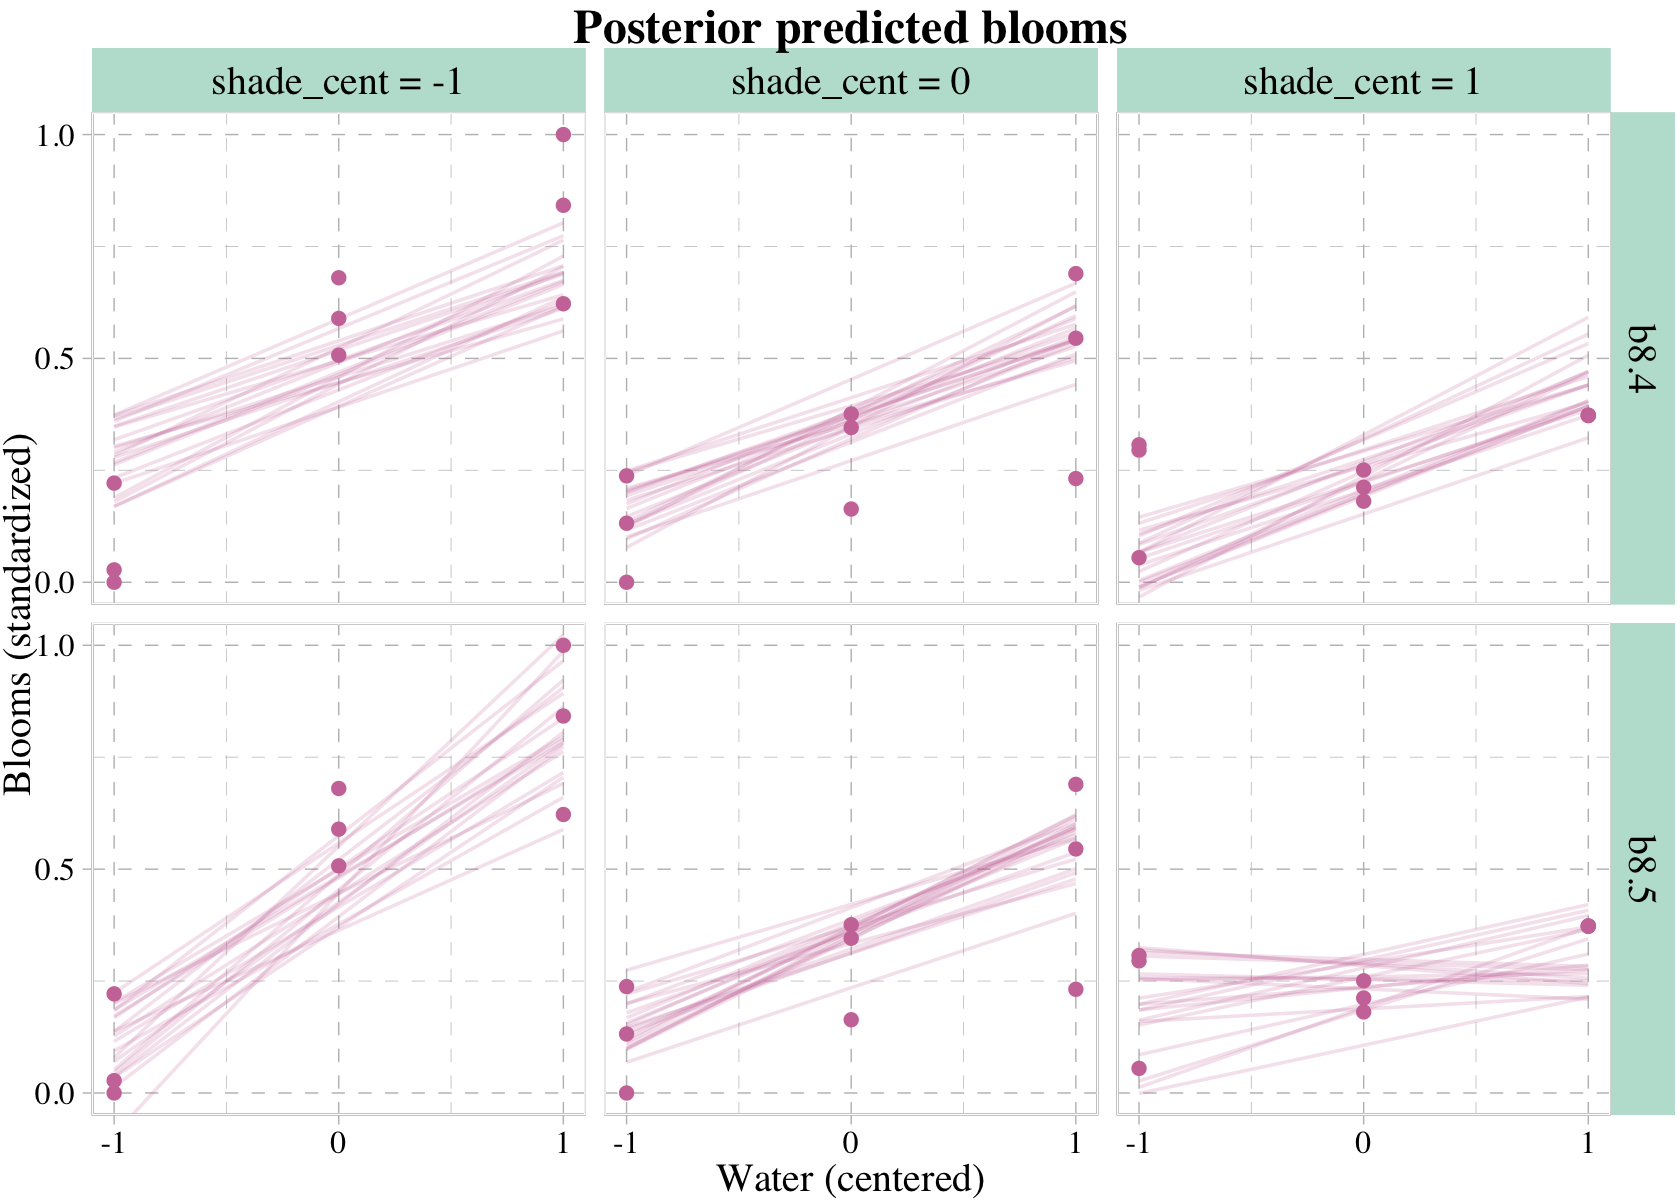 Posterior predicted blooms
shade_cent = -1
shade_cent = 0
shade_cent = 1
1.0
0.5
0.0
b8.4
Blooms (standardized)
1.0
0.5
0.0
b8.5
-1 0 1
-1 0 1
-1 0 1
Water (centered)